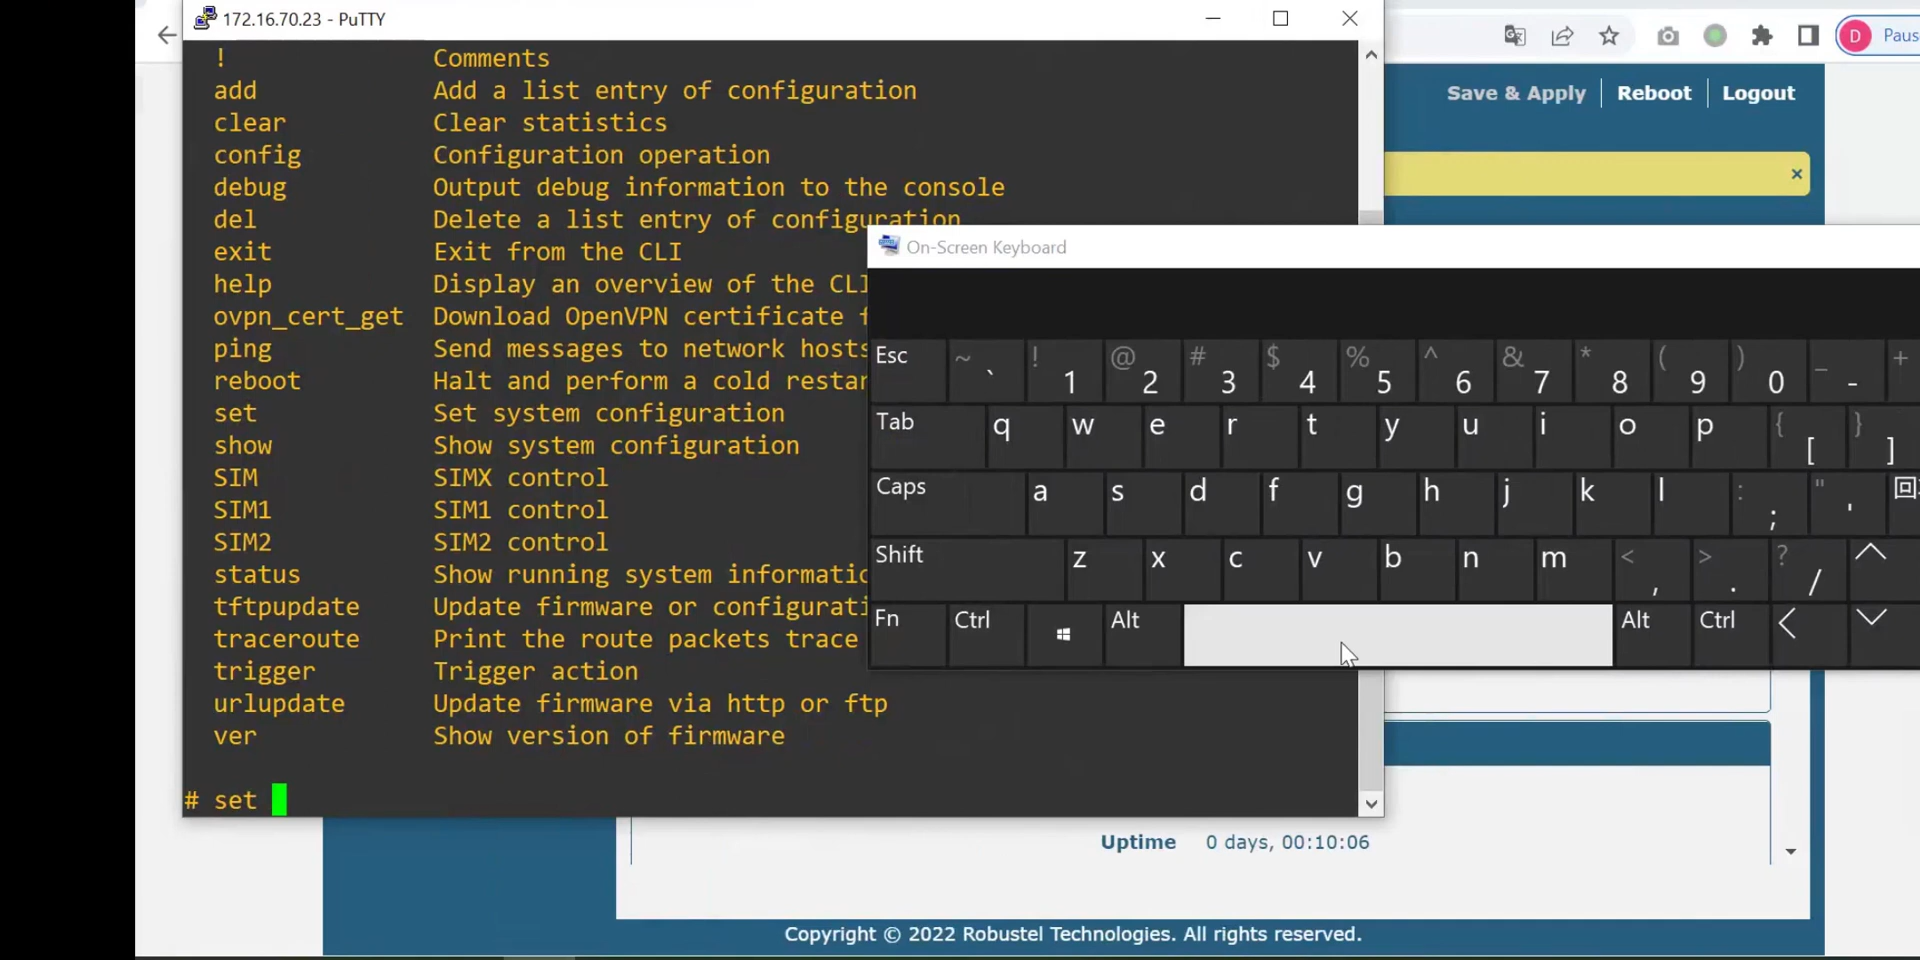 172.16.70.23 - PuTTY
! Comments
add Add a list entry of configuration
clear Clear statistics
config Configuration operation
debug Output debug information to the console
del Delete a list entry of configuration
exit Exit from the CLI
help Display an overview of the CLI
ovpn_cert_get Download OpenVPN certificate f
ping Send messages to network hosts
reboot Halt and perform a cold restar
set Set system configuration
show Show system configuration
SIM SIMX control
SIM1 SIM1 control
SIM2 SIM2 control
status Show running system informatio
tftpupdate Update firmware or configurati
traceroute Print the route packets trace
trigger Trigger action
urlupdate Update firmware via http or ftp
ver Show version of firmware
# set
D Paus
Save & Apply Reboot Logout
×
On-Screen Keyboard
Esc ~ ` ! 1 @ 2 # 3 $ 4 % 5 ^ 6 & 7 * 8 ( 9 ) 0 _ - +
Tab q w e r t y u i o p { [ } ]
Caps a s d f g h j k l : ; " '
Shift z x c v b n m < , > . ? /
Fn Ctrl Alt Alt Ctrl
Uptime 0 days, 00:10:06
Copyright © 2022 Robustel Technologies. All rights reserved.